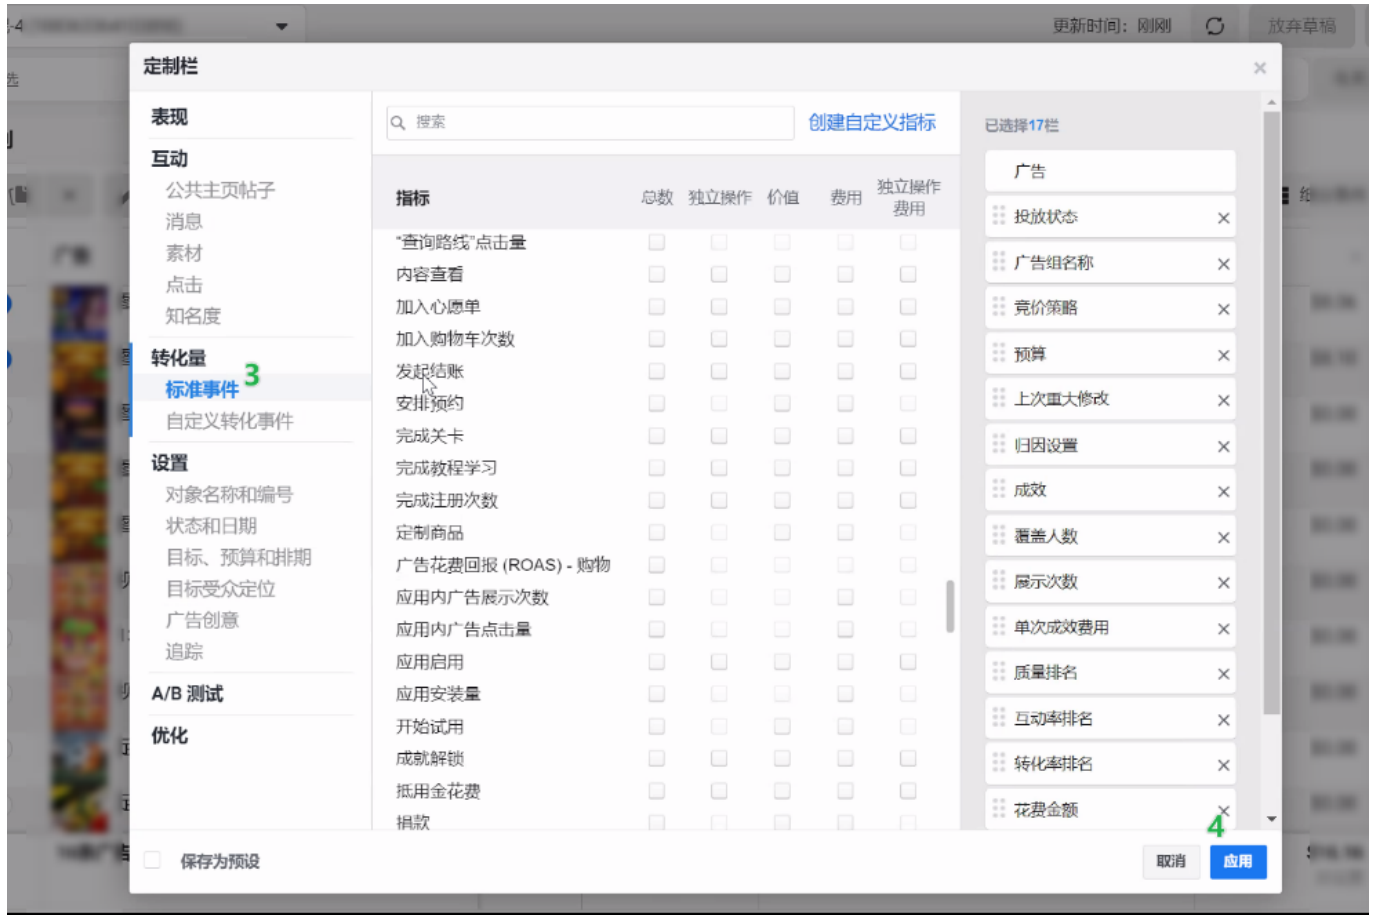 更新时间：刚刚
放弃草稿
定制栏
表现
互动
公共主页帖子
消息
素材
点击
知名度
转化量
标准事件
3
自定义转化事件
设置
对象名称和编号
状态和日期
目标、预算和排期
目标受众定位
广告创意
追踪
A/B 测试
优化
搜索
创建自定义指标
指标 总数 独立操作 价值 费用 独立操作费用
“查询路线”点击量
内容查看
加入心愿单
加入购物车次数
发起结账
安排预约
完成关卡
完成教程学习
完成注册次数
定制商品
广告花费回报 (ROAS) - 购物
应用内广告展示次数
应用内广告点击量
应用启用
应用安装量
开始试用
成就解锁
抵用金花费
捐款
已选择17栏
广告
投放状态
广告组名称
竞价策略
预算
上次重大修改
归因设置
成效
覆盖人数
展示次数
单次成效费用
质量排名
互动率排名
转化率排名
花费金额
4
保存为预设
取消
应用